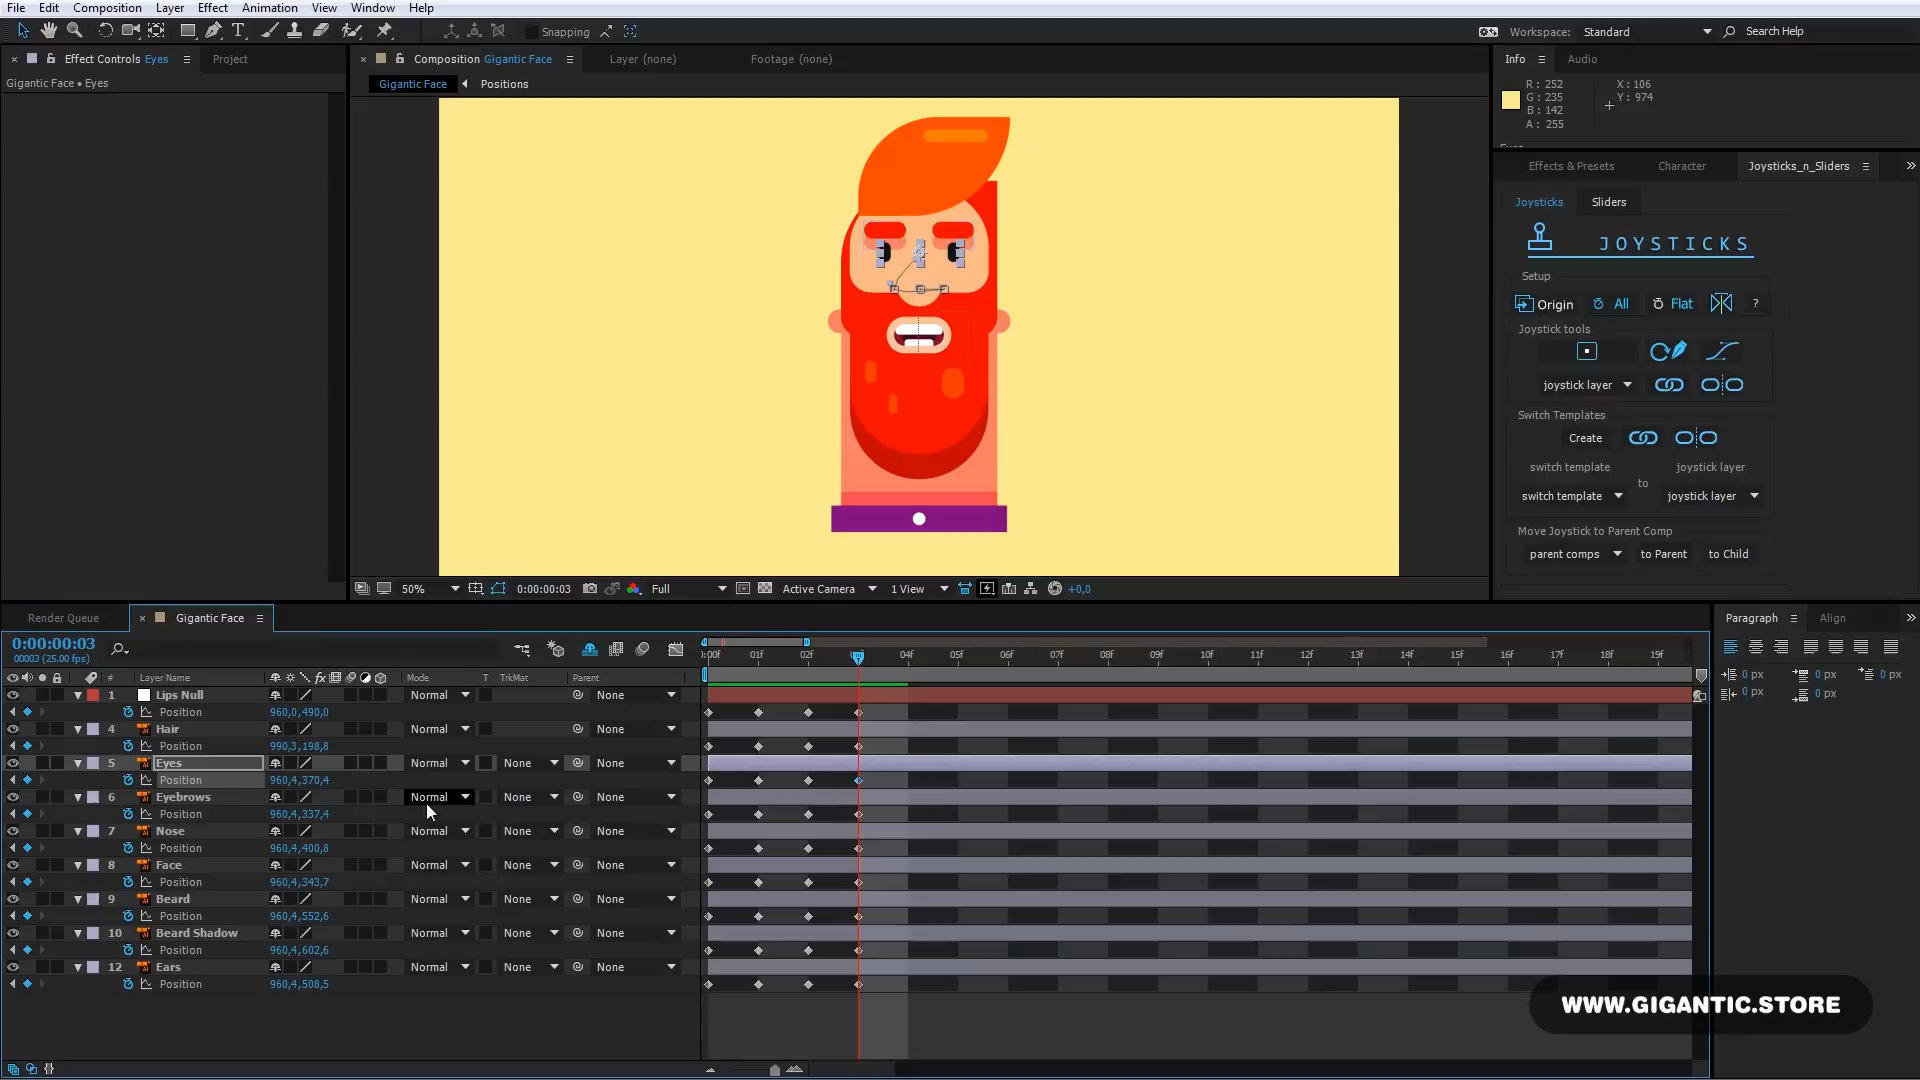 File Edit Composition Layer Effect Animation View Window Help
Snapping
Workspace: Standard
Search Help
Effect Controls Eyes
Project
Gigantic Face • Eyes
Composition Gigantic Face
Layer (none)
Footage (none)
Gigantic Face
Positions
Info
Audio
R: 252
G: 235
B: 142
A: 255
X: 106
Y: 974
Effects & Presets
Character
Joysticks_n_Sliders
Joysticks
Sliders
JOYSTICKS
Setup
Origin
All
Flat
?
Joystick tools
joystick layer
Switch Templates
Create
switch template
joystick layer
to
switch template
joystick layer
Move Joystick to Parent Comp
parent comps
to Parent
to Child
50%
0:00:00:03
Full
Active Camera
1 View
+0,0
Render Queue
Gigantic Face
Paragraph
Align
0:00:00:03
00003 (25.00 fps)
:00F 01f 02f 04f 05f 06f 07f 08f 09f 10f 11f 12f 13f 14f 15f 16f 17f 18f 19f
# Layer Name Mode T TrkMat Parent
1 Lips Null Normal None
Position 960,0,490,0
4 Hair Normal None
Position 990,3,198,8
5 Eyes Normal None None
Position 960,4,370,4
6 Eyebrows Normal None None
Position 960,4,337,4
7 Nose Normal None None
Position 960,4,400,8
8 Face Normal None None
Position 960,4,343,7
9 Beard Normal None None
Position 960,4,552,6
10 Beard Shadow Normal None None
Position 960,4,602,6
12 Ears Normal None None
Position 960,4,508,5
0 px 0 px 0 px
0 px 0 px
WWW.GIGANTIC.STORE